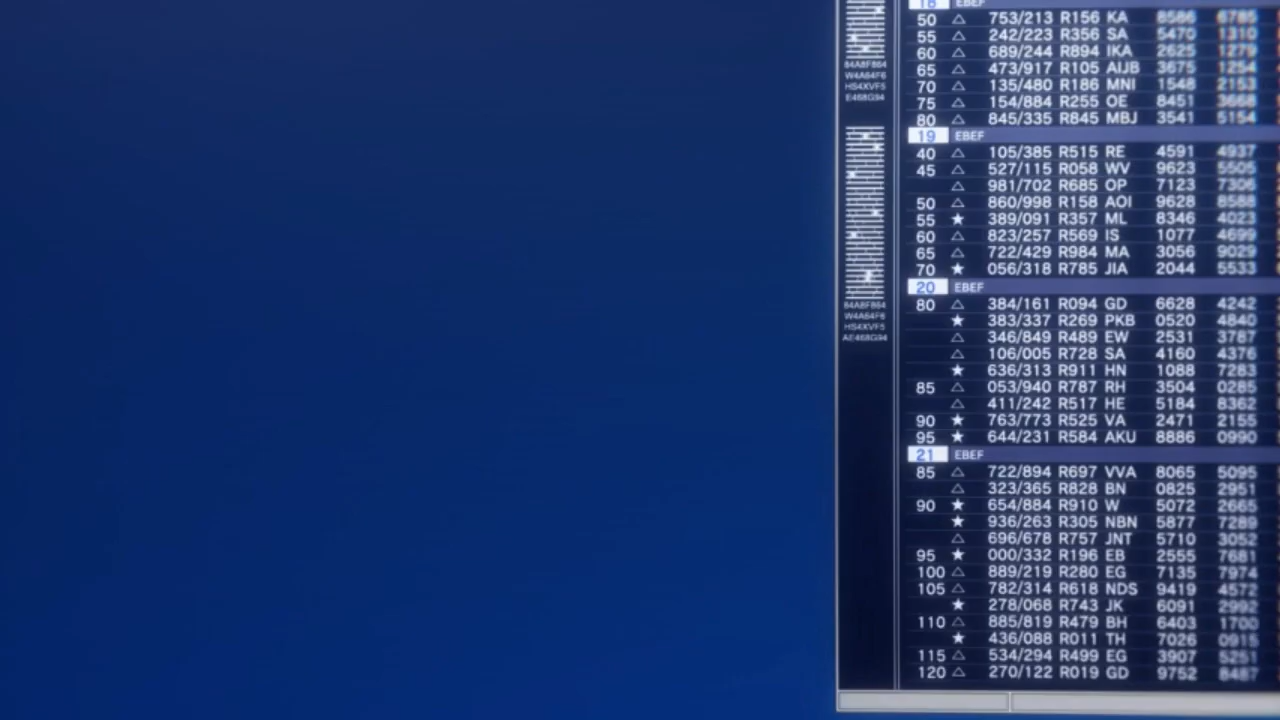 18 EBEF
50 △ 753/213 R156 KA 8586 6785
55 △ 242/223 R356 SA 5470 1310
60 △ 689/244 R894 IKA 2625 1279
65 △ 473/917 R105 AIJB 3675 1254
70 △ 135/480 R186 MNI 1548 2153
75 △ 154/884 R255 OE 8451 3668
80 △ 845/335 R845 MBJ 3541 5154
19 EBEF
40 △ 105/385 R515 RE 4591 4937
45 △ 527/115 R058 WV 9623 5505
△ 981/702 R685 OP 7123 7306
50 △ 860/998 R158 AOI 9628 8588
55 ★ 389/091 R357 ML 8346 4023
60 △ 823/257 R569 IS 1077 4699
65 △ 722/429 R984 MA 3056 9029
70 ★ 056/318 R785 JIA 2044 5533
20 EBEF
80 △ 384/161 R094 GD 6628 4242
★ 383/337 R269 PKB 0520 4840
△ 346/849 R489 EW 2531 3787
△ 106/005 R728 SA 4160 4376
★ 636/313 R911 HN 1088 7283
85 △ 053/940 R787 RH 3504 0285
△ 411/242 R517 HE 5184 8362
90 ★ 763/773 R525 VA 2471 2155
95 ★ 644/231 R584 AKU 8886 0990
21 EBEF
85 △ 722/894 R697 VVA 8065 5095
△ 323/365 R828 BN 0825 2951
90 ★ 654/884 R910 W 5072 2665
★ 936/263 R305 NBN 5877 7289
△ 696/678 R757 JNT 5710 3052
95 ★ 000/332 R196 EB 2555 7681
100 △ 889/219 R280 EG 7135 7974
105 △ 782/314 R618 NDS 9419 4572
★ 278/068 R743 JK 6091 2992
110 △ 885/819 R479 BH 6403 1700
★ 436/088 R011 TH 7026 0915
115 △ 534/294 R499 EG 3907 5251
120 △ 270/122 R019 GD 9752 8487
84A8F864
W4A64F6
HS4XVF5
E468G94
84A8F864
W4A64F6
HS4XVF5
AE468G94